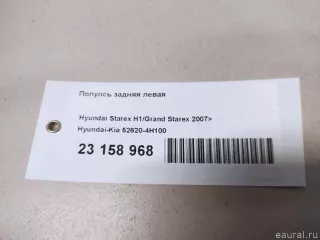 Полуось задняя левая
Hyundai Starex H1/Grand Starex 2007>
Hyundai-Kia 52620-4H100
23 158 968
eaural.ru